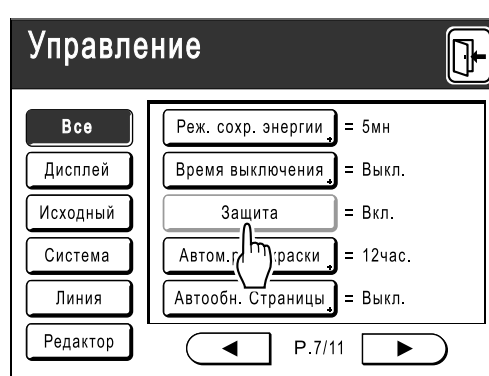 Управление
Все
Дисплей
Исходный
Система
Линия
Редактор
Реж. сохр. энергии = 5мн
Время выключения = Выкл.
Защита = Вкл.
= 12час.
Автообн. Страницы = Выкл.
P.7/11